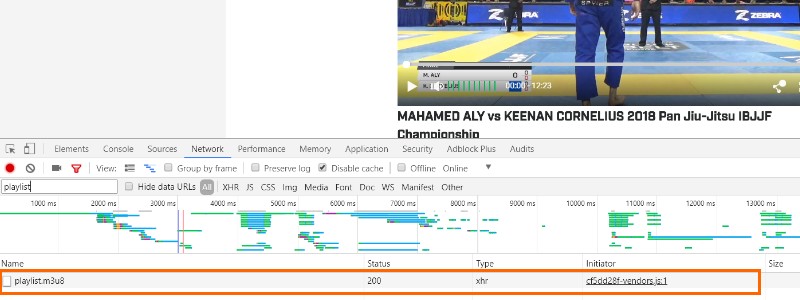 ZEBRA
ZEBRA
M. ALY 0
00:00 12:23
MAHAMED ALY vs KEENAN CORNELIUS 2018 Pan Jiu-Jitsu IBJJF
Championship
Elements Console Sources Network Performance Memory Application Security Adblock Plus Audits
View: Group by frame Preserve log Disable cache Offline Online
playlist Hide data URLs All XHR JS CSS Img Media Font Doc WS Manifest Other
1000 ms 2000 ms 3000 ms 4000 ms 5000 ms 6000 ms 7000 ms 8000 ms 9000 ms 10000 ms 11000 ms 12000 ms 13000 ms
Name Status Type Initiator Size
playlist.m3u8 200 xhr cf5dd28f-vendors.js:1